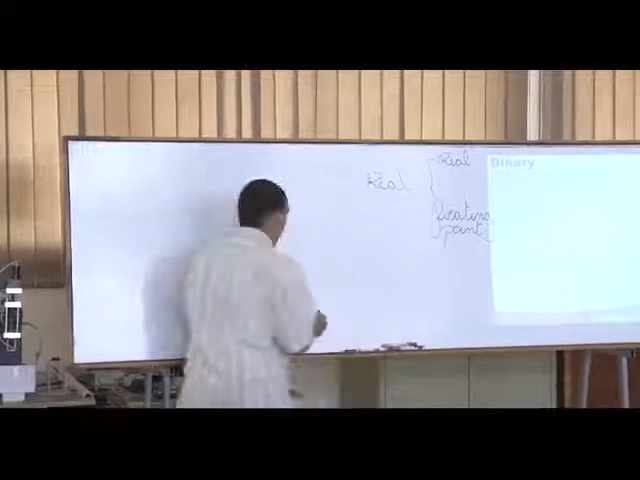 Real
Real
floating
point
Binary